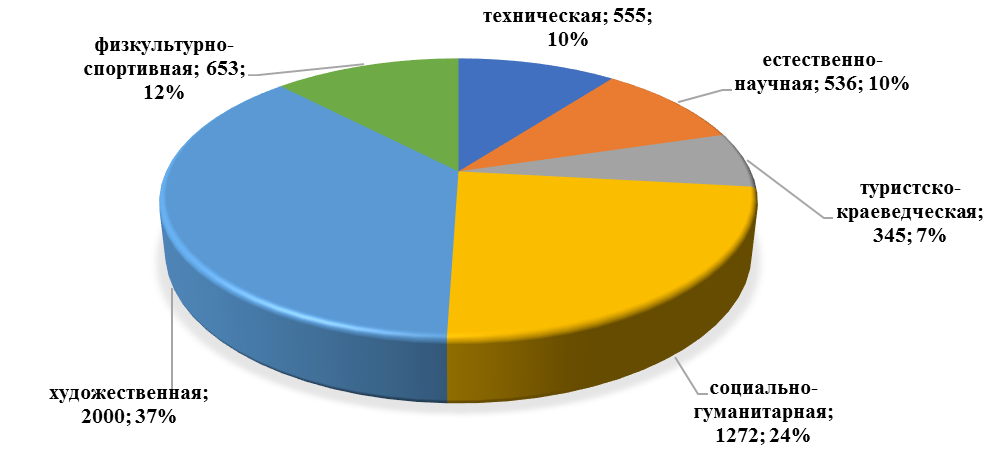 техническая; 555;
10%
естественно-
научная; 536; 10%
туристско-
краеведческая;
345; 7%
социально-
гуманитарная;
1272; 24%
художественная;
2000; 37%
физкультурно-
спортивная; 653;
12%